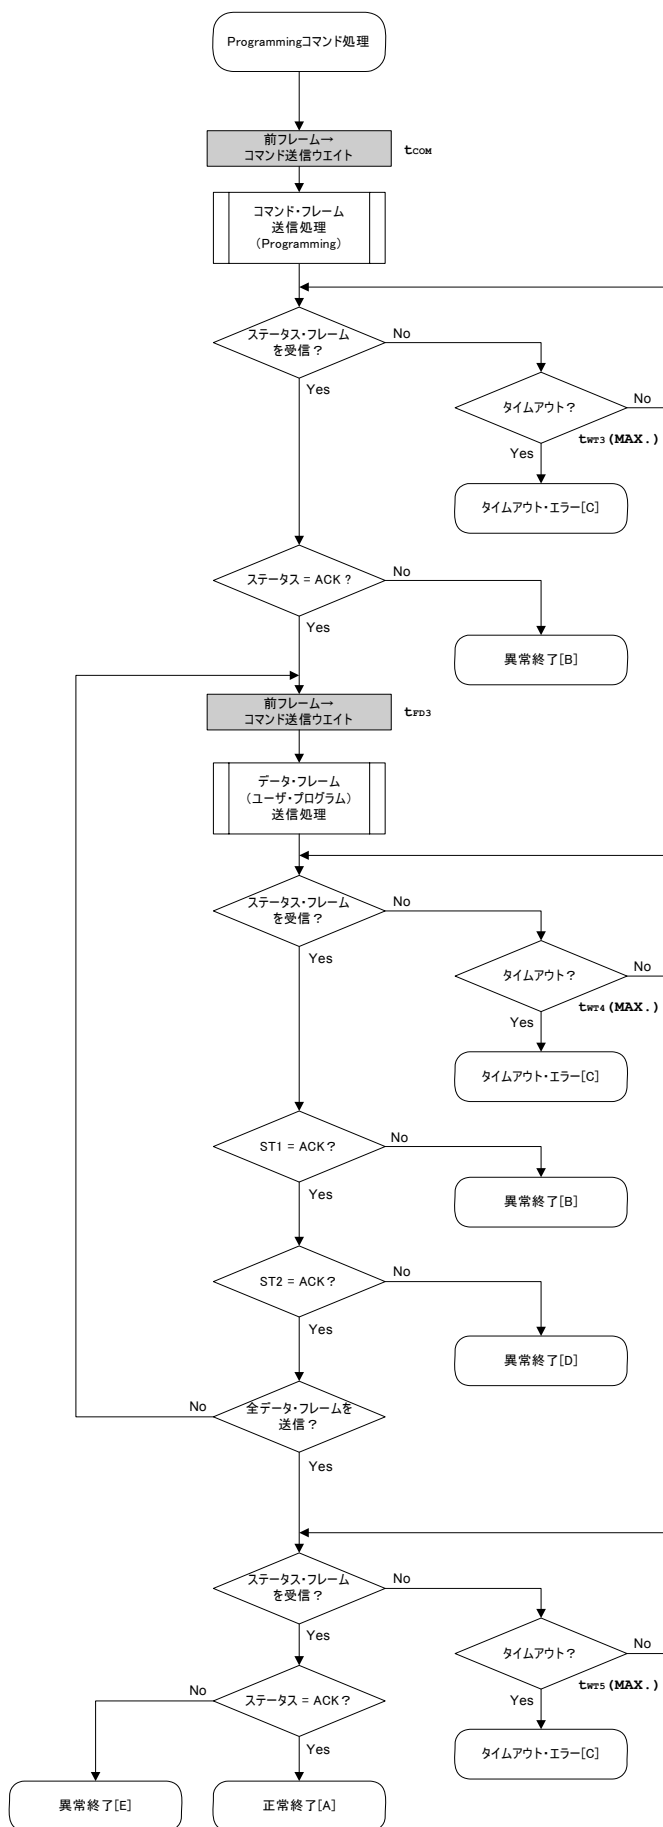 Programmingコマンド処理
前フレーム→
コマンド送信ウエイト
tCOM
コマンド・フレーム
送信処理
(Programming)
ステータス・フレーム
を受信？
No
Yes
タイムアウト？
No
tWT3(MAX.)
Yes
タイムアウト・エラー[C]
ステータス = ACK？
No
Yes
異常終了[B]
前フレーム→
コマンド送信ウエイト
tFD3
データ・フレーム
（ユーザ・プログラム）
送信処理
ステータス・フレーム
を受信？
No
Yes
タイムアウト？
No
tWT4(MAX.)
Yes
タイムアウト・エラー[C]
ST1 = ACK？
No
Yes
異常終了[B]
ST2 = ACK？
No
Yes
異常終了[D]
全データ・フレームを
送信？
No
Yes
ステータス・フレーム
を受信？
No
Yes
タイムアウト？
No
tWT5(MAX.)
Yes
タイムアウト・エラー[C]
ステータス = ACK？
No
Yes
異常終了[E]
正常終了[A]